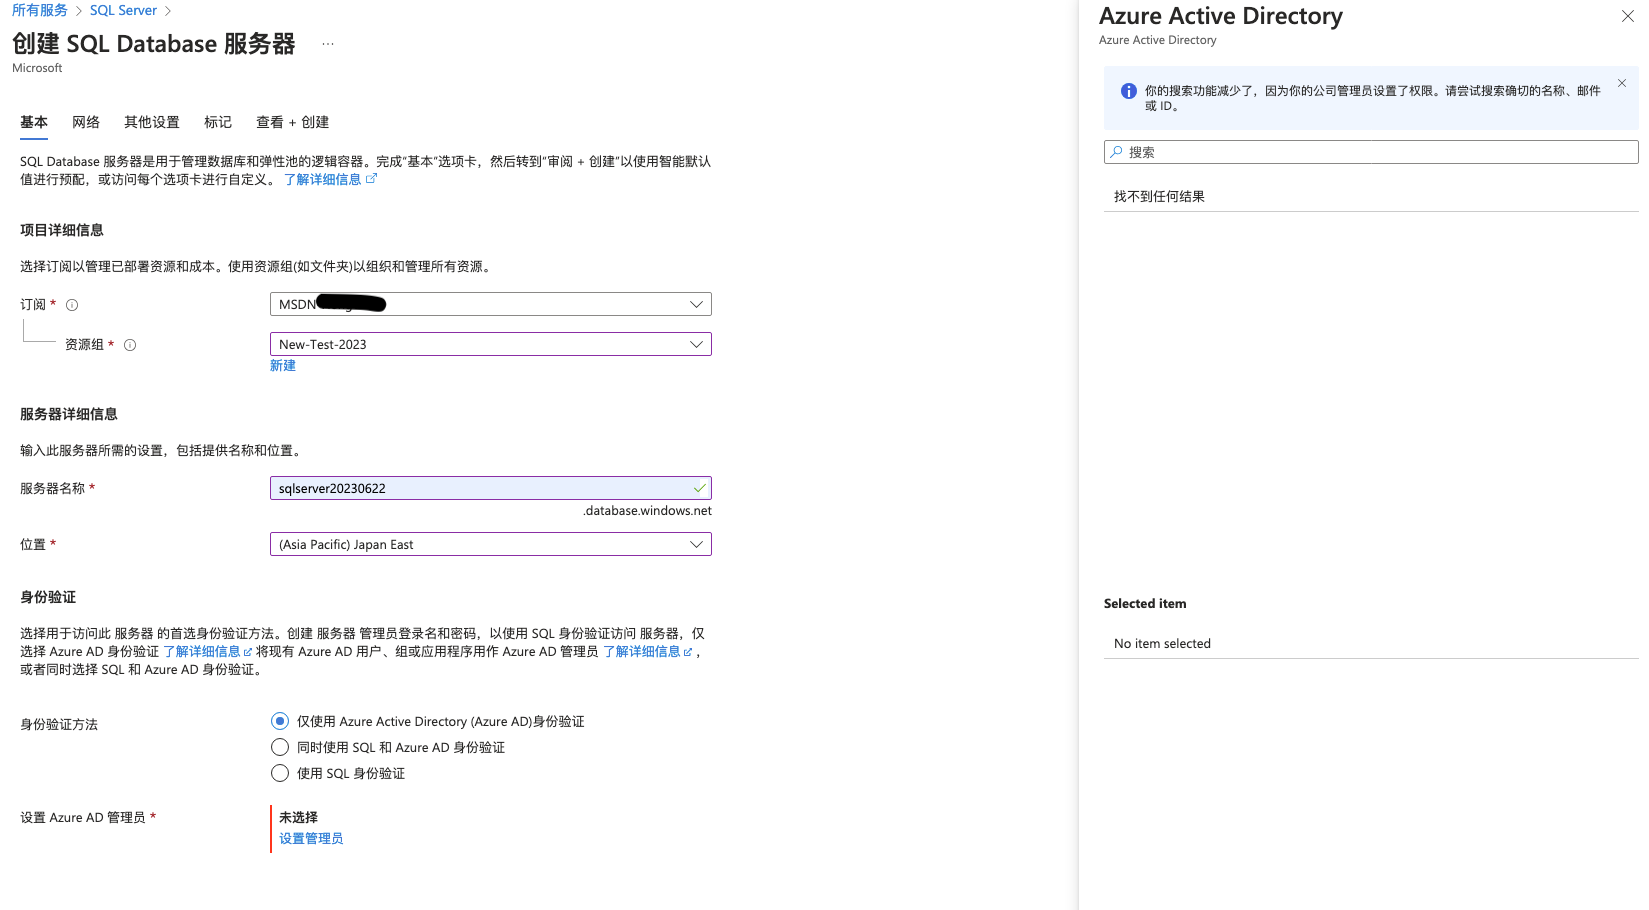 所有服务 > SQL Server >
创建 SQL Database 服务器 ...
Microsoft
基本 网络 其他设置 标记 查看 + 创建
SQL Database 服务器是用于管理数据库和弹性池的逻辑容器。完成“基本”选项卡，然后转到“审阅 + 创建”以使用智能默认
值进行预配，或访问每个选项卡进行自定义。 了解详细信息
项目详细信息
选择订阅以管理已部署资源和成本。使用资源组(如文件夹)以组织和管理所有资源。
订阅 *
MSDN
资源组 *
New-Test-2023
新建
服务器详细信息
输入此服务器所需的设置，包括提供名称和位置。
服务器名称 *
sqlserver20230622
.database.windows.net
位置 *
(Asia Pacific) Japan East
身份验证
选择用于访问此 服务器 的首选身份验证方法。创建 服务器 管理员登录名和密码，以使用 SQL 身份验证访问 服务器，仅
选择 Azure AD 身份验证 了解详细信息 将现有 Azure AD 用户、组或应用程序用作 Azure AD 管理员 了解详细信息 ，
或者同时选择 SQL 和 Azure AD 身份验证。
身份验证方法
仅使用 Azure Active Directory (Azure AD)身份验证
同时使用 SQL 和 Azure AD 身份验证
使用 SQL 身份验证
设置 Azure AD 管理员 *
未选择
设置管理员
Azure Active Directory
Azure Active Directory
你的搜索功能减少了，因为你的公司管理员设置了权限。请尝试搜索确切的名称、邮件
或 ID。
搜索
找不到任何结果
Selected item
No item selected